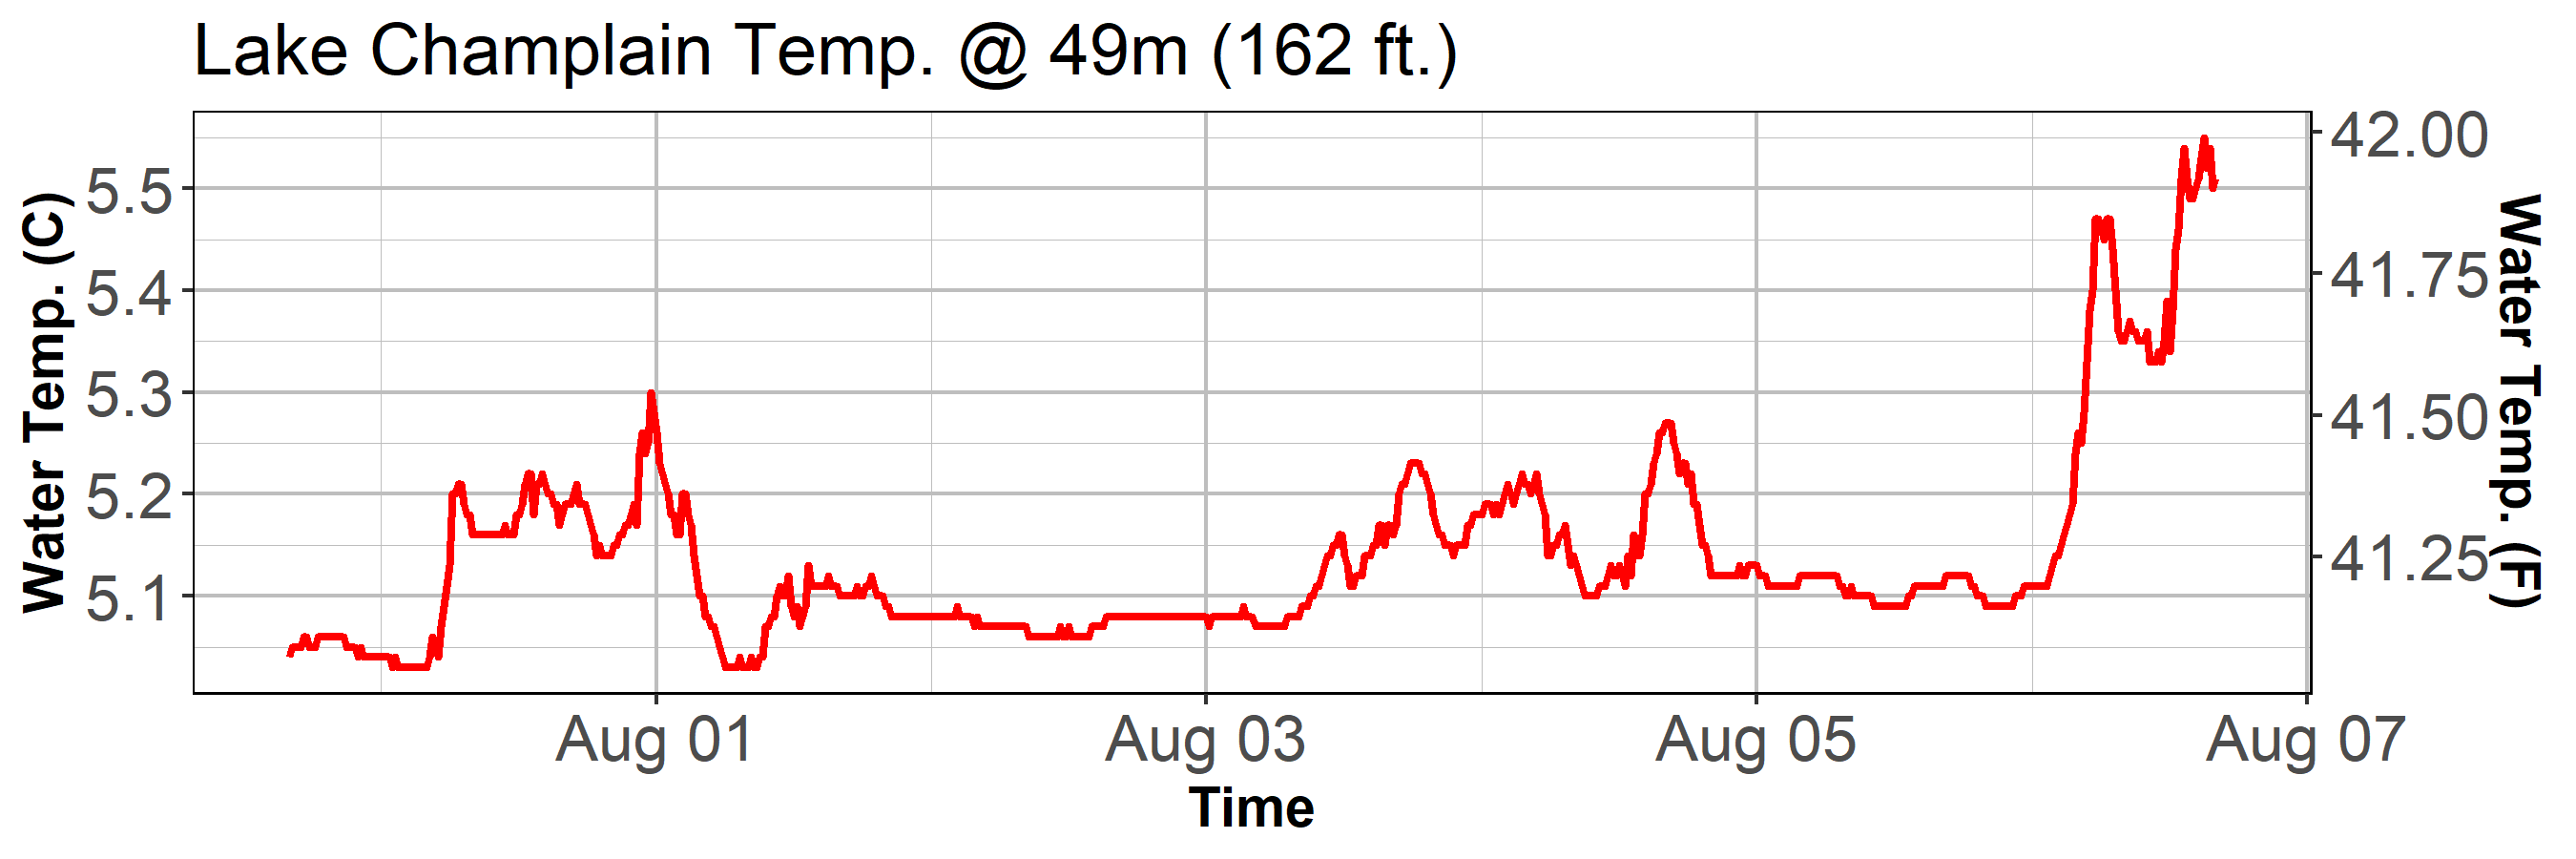 Lake Champlain Temp. @ 49m (162 ft.)
Water Temp. (C)
5.5
5.4
5.3
5.2
5.1
42.00
41.75
41.50
41.25
Water Temp. (F)
Aug 01 Aug 03 Aug 05 Aug 07
Time